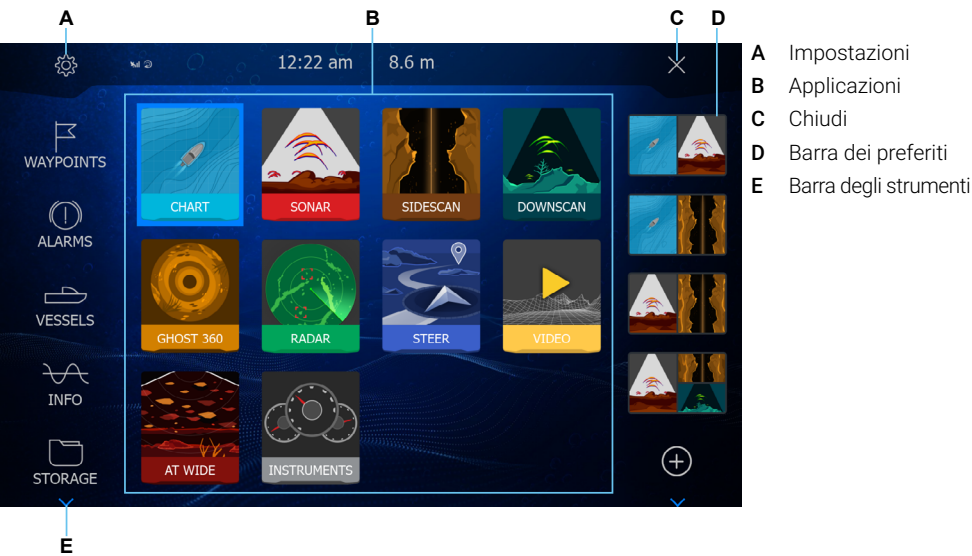 A B C D
12:22 am 8.6 m
WAYPOINTS
ALARMS
VESSELS
INFO
STORAGE
CHART SONAR SIDESCAN DOWNSCAN
GHOST 360 RADAR STEER VIDEO
AT WIDE INSTRUMENTS
E
A Impostazioni
B Applicazioni
C Chiudi
D Barra dei preferiti
E Barra degli strumenti